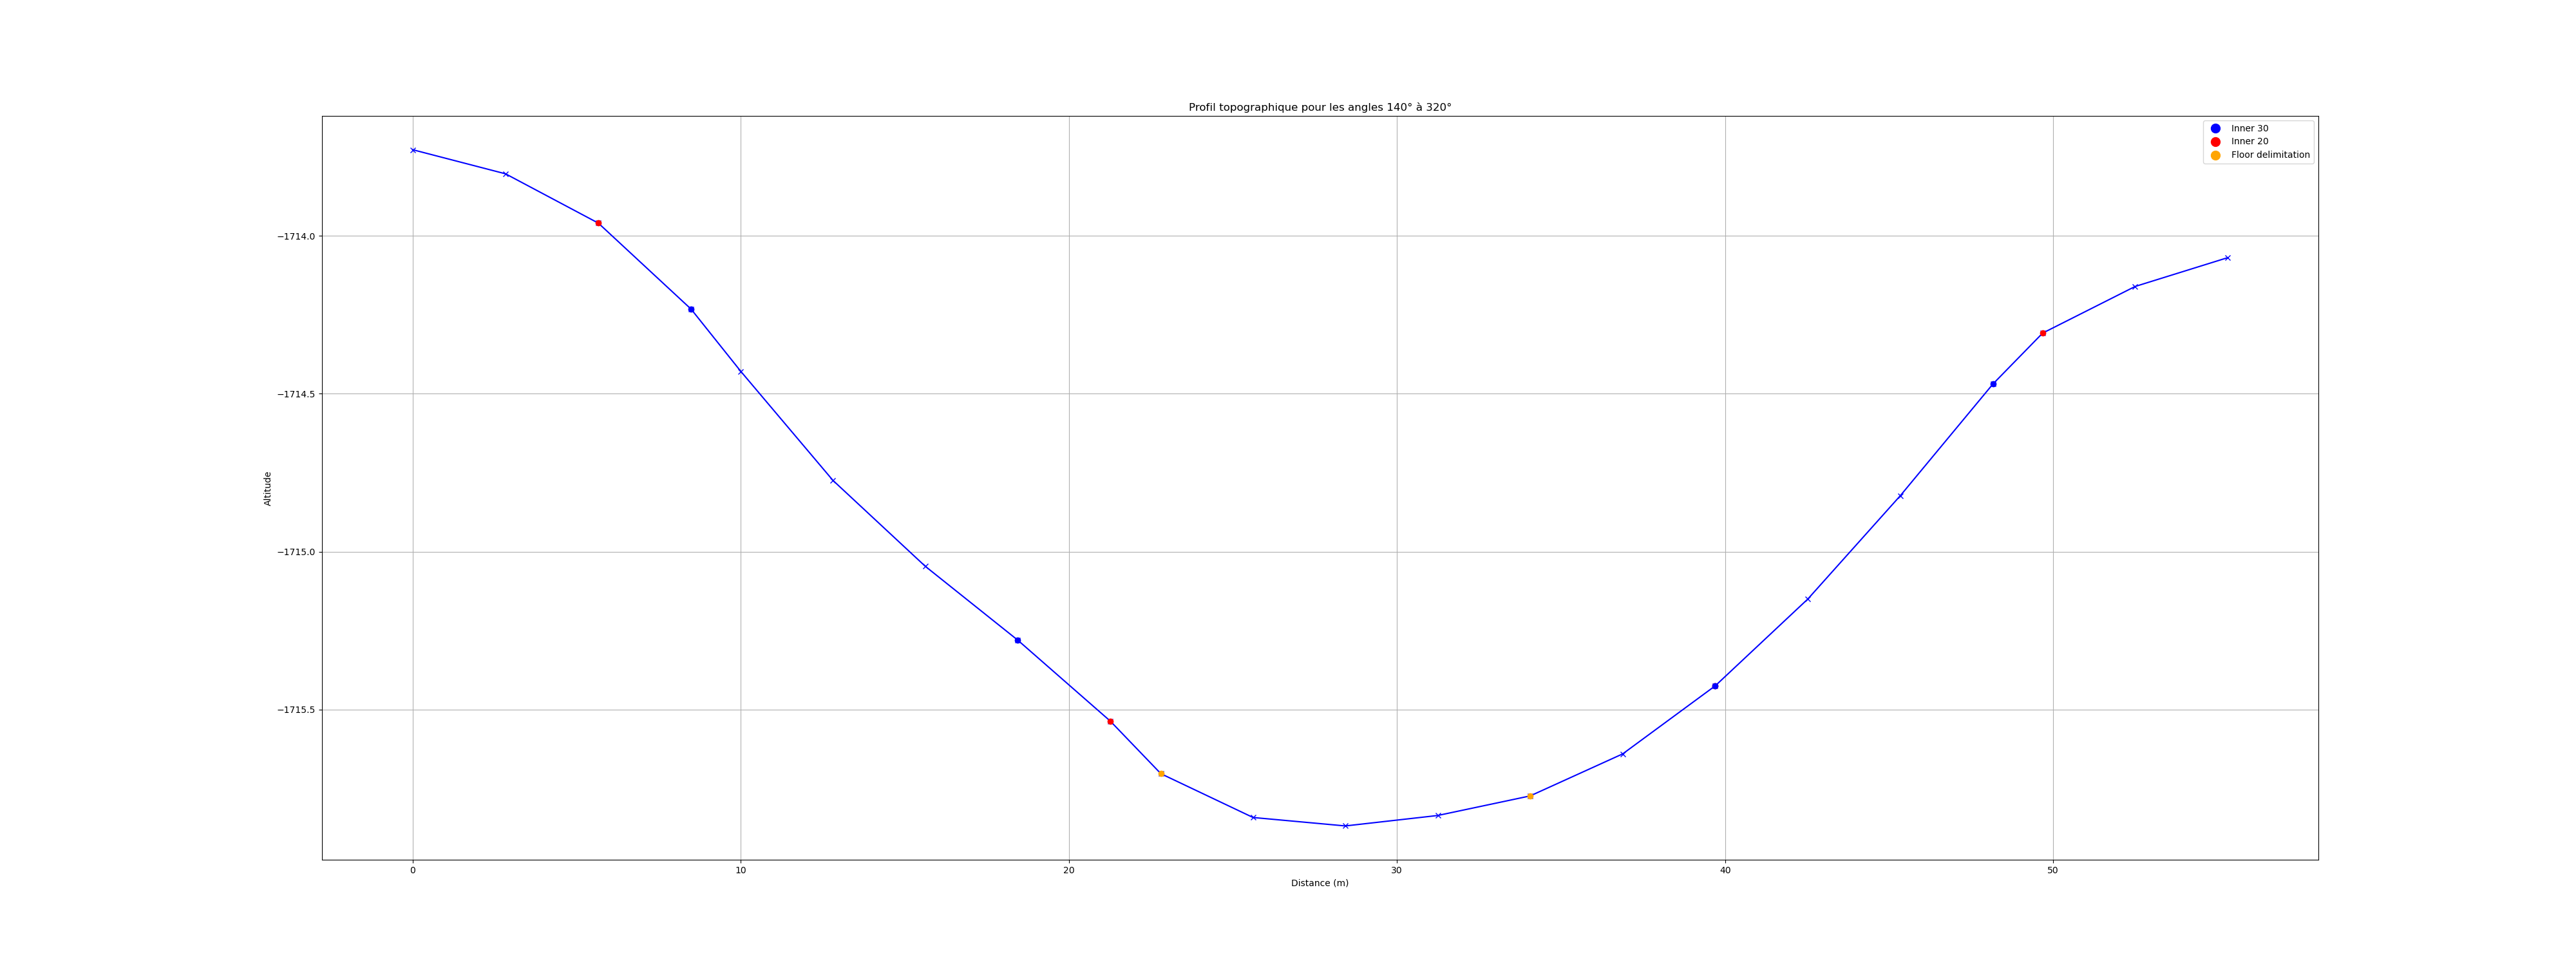 Profil topographique pour les angles 140° à 320°
Inner 30
Inner 20
Floor delimitation
Altitude
−1714.0
−1714.5
−1715.0
−1715.5
0 10 20 30 40 50
Distance (m)